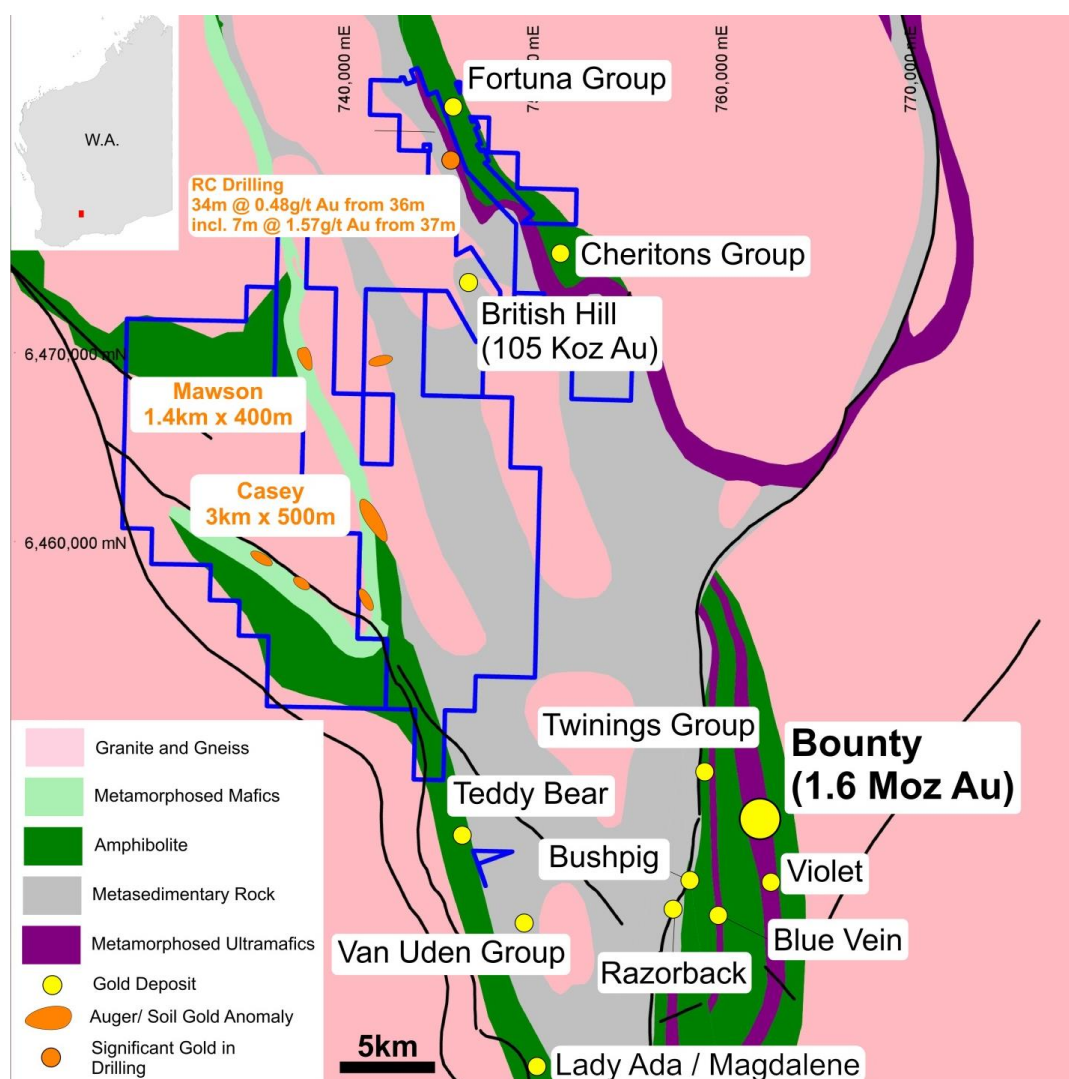 740,000 mE
mE
760,000 mE
770,000 mE
W.A.
Fortuna Group
RC Drilling
34m @ 0.48g/t Au from 36m
incl. 7m @ 1.57g/t Au from 37m
Cheritons Group
British Hill
(105 Koz Au)
6,470,000 mN
Mawson
1.4km x 400m
Casey
3km x 500m
6,460,000 mN
Twinings Group
Bounty
(1.6 Moz Au)
Teddy Bear
Bushpig
Violet
Van Uden Group
Blue Vein
Razorback
Lady Ada / Magdalene
Granite and Gneiss
Metamorphosed Mafics
Amphibolite
Metasedimentary Rock
Metamorphosed Ultramafics
Gold Deposit
Auger/ Soil Gold Anomaly
Significant Gold in
Drilling
5km